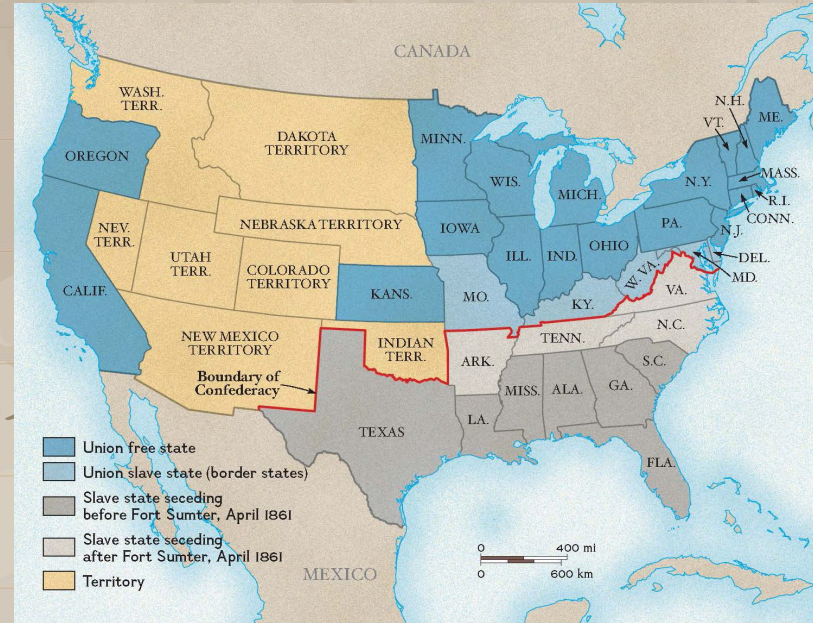 CANADA
WASH.
TERR.
OREGON
DAKOTA
TERRITORY
MINN.
WIS.
MICH.
N.H.
VT.
ME.
MASS.
N.Y.
R.I.
CONN.
NEV.
TERR.
NEBRASKA TERRITORY
IOWA
PA.
N.J.
UTAH
TERR.
COLORADO
TERRITORY
ILL.
IND.
OHIO
DEL.
MD.
W. VA.
VA.
CALIF.
KANS.
MO.
KY.
NEW MEXICO
TERRITORY
INDIAN
TERR.
ARK.
TENN.
N.C.
Boundary of
Confederacy
S.C.
MISS.
ALA.
GA.
TEXAS
LA.
FLA.
Union free state
Union slave state (border states)
Slave state seceding
before Fort Sumter, April 1861
Slave state seceding
after Fort Sumter, April 1861
Territory
MEXICO
0 400 mi
0 600 km